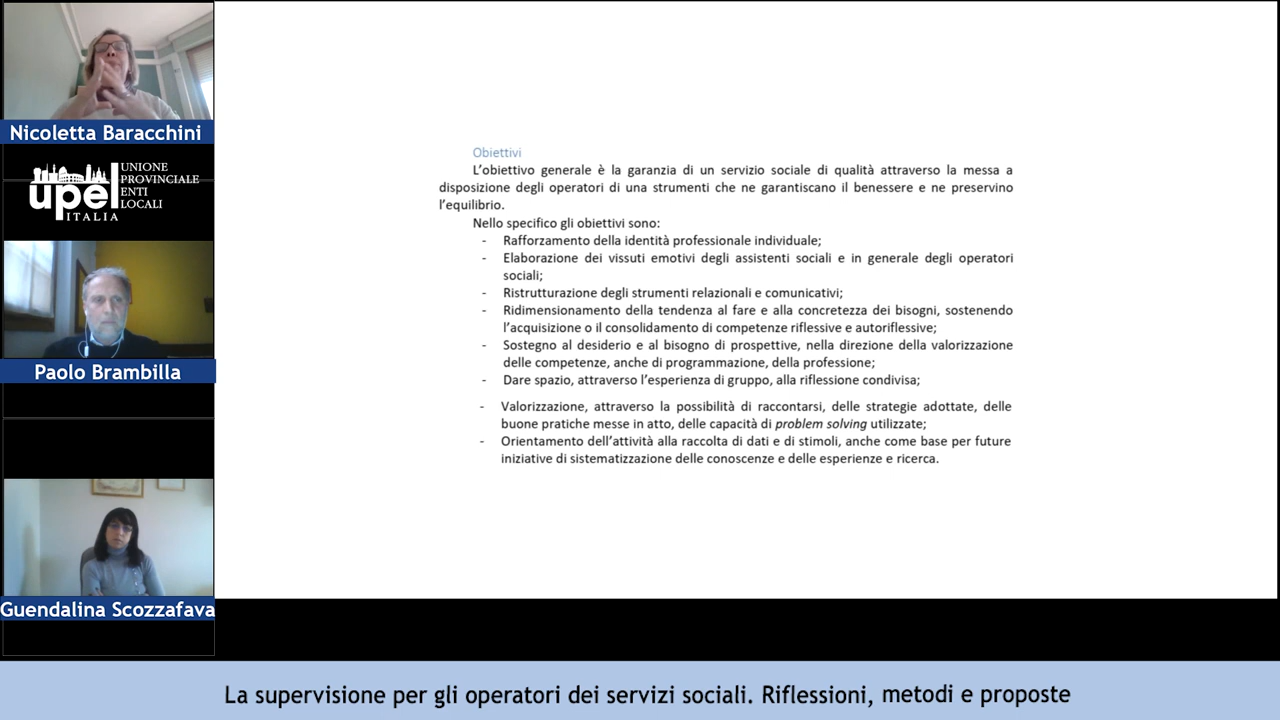 Nicoletta Baracchini
upel
ITALIA
UNIONE
PROVINCIALE
ENTI
LOCALI
Paolo Brambilla
Guendalina Scozzafava
Obiettivi
L'obiettivo generale è la garanzia di un servizio sociale di qualità attraverso la messa a
disposizione degli operatori di una strumenti che ne garantiscano il benessere e ne preservino
l'equilibrio.
Nello specifico gli obiettivi sono:
- Rafforzamento della identità professionale individuale;
- Elaborazione dei vissuti emotivi degli assistenti sociali e in generale degli operatori
sociali;
- Ristrutturazione degli strumenti relazionali e comunicativi;
- Ridimensionamento della tendenza al fare e alla concretezza dei bisogni, sostenendo
l'acquisizione o il consolidamento di competenze riflessive e autoriflessive;
- Sostegno al desiderio e al bisogno di prospettive, nella direzione della valorizzazione
delle competenze, anche di programmazione, della professione;
- Dare spazio, attraverso l'esperienza di gruppo, alla riflessione condivisa;
- Valorizzazione, attraverso la possibilità di raccontarsi, delle strategie adottate, delle
buone pratiche messe in atto, delle capacità di problem solving utilizzate;
- Orientamento dell'attività alla raccolta di dati e di stimoli, anche come base per future
iniziative di sistematizzazione delle conoscenze e delle esperienze e ricerca.
La supervisione per gli operatori dei servizi sociali. Riflessioni, metodi e proposte